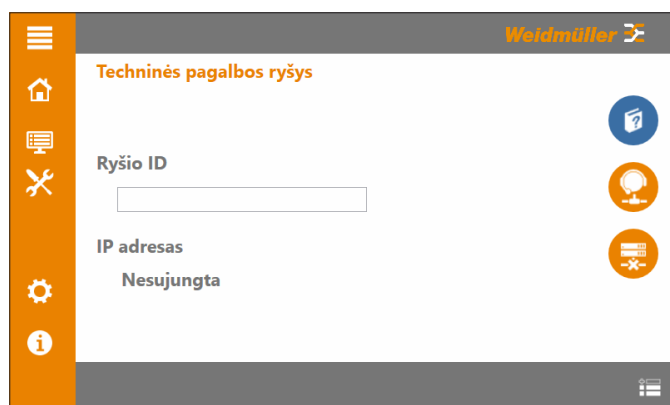 Weidmüller
Techninės pagalbos ryšys
Ryšio ID
IP adresas
Nesujungta